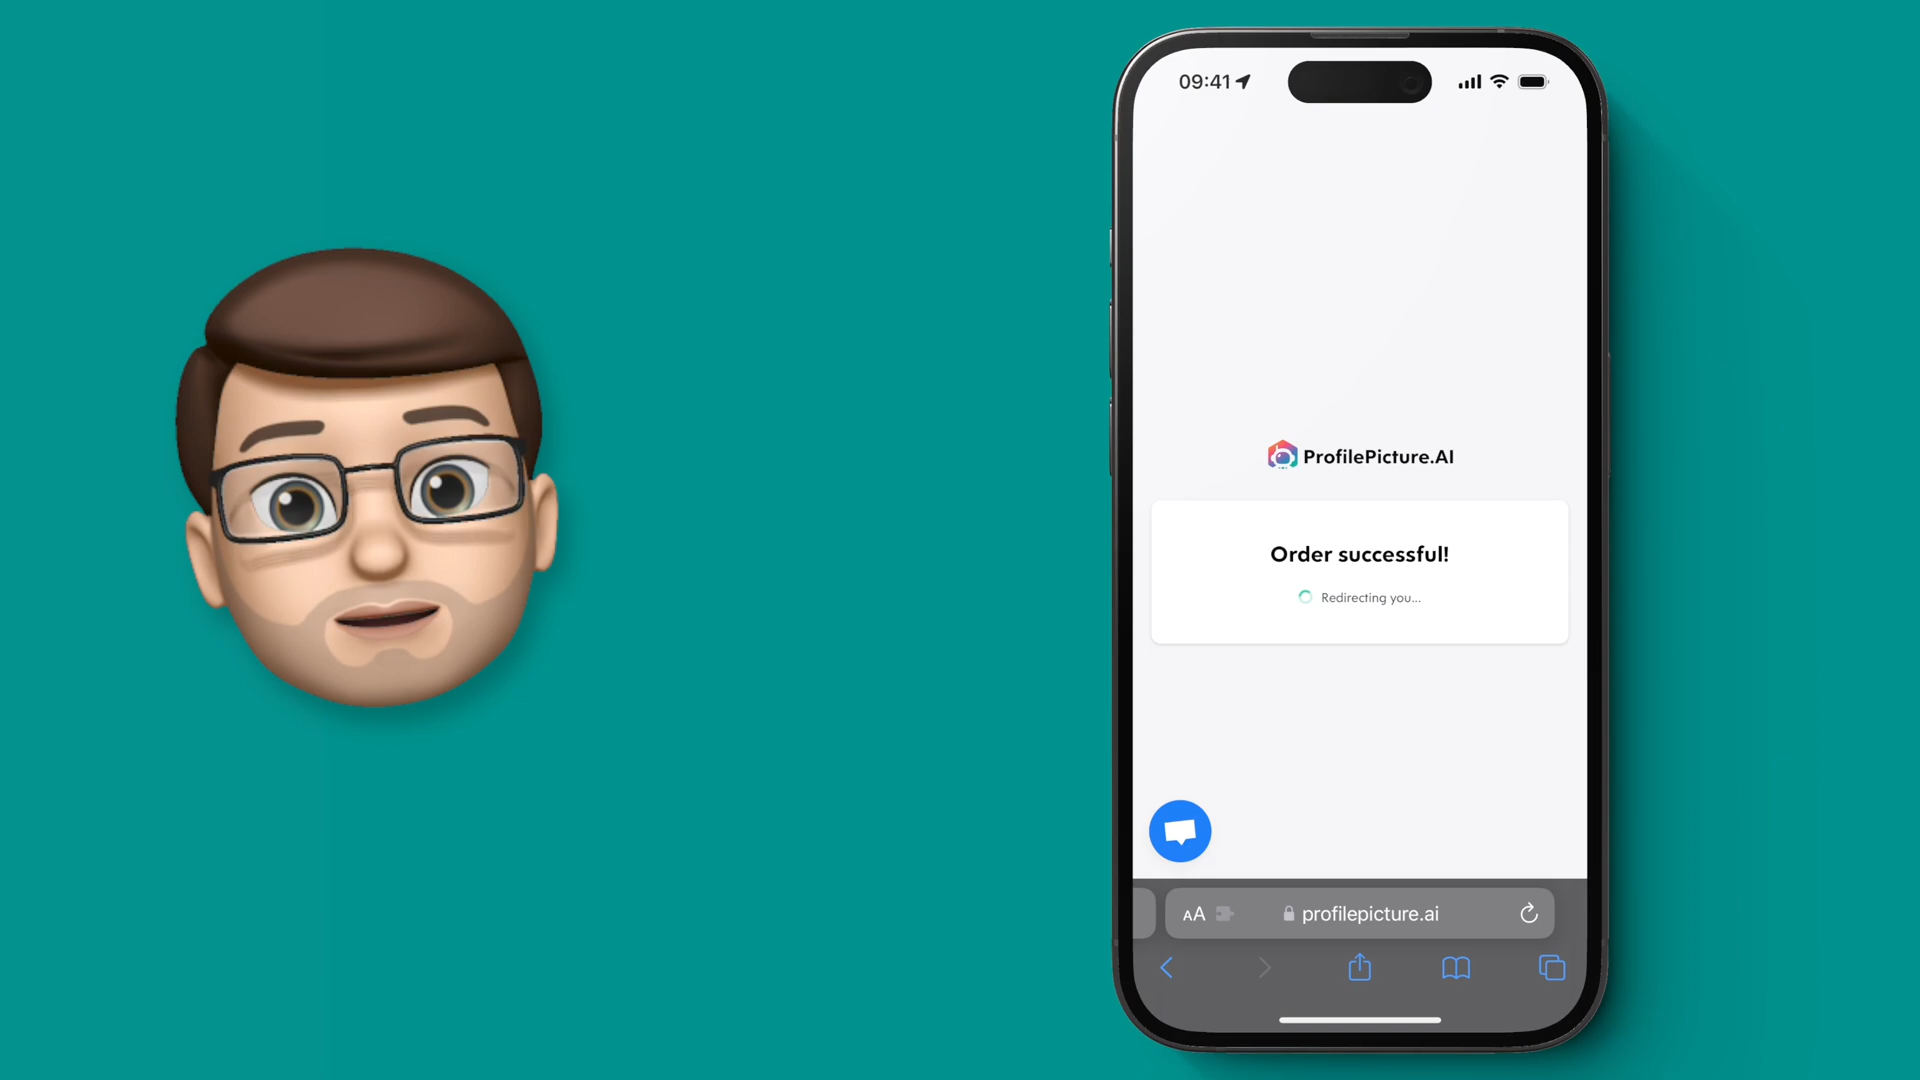 09:41
ProfilePicture.AI
Order successful!
Redirecting you...
AA
profilepicture.ai